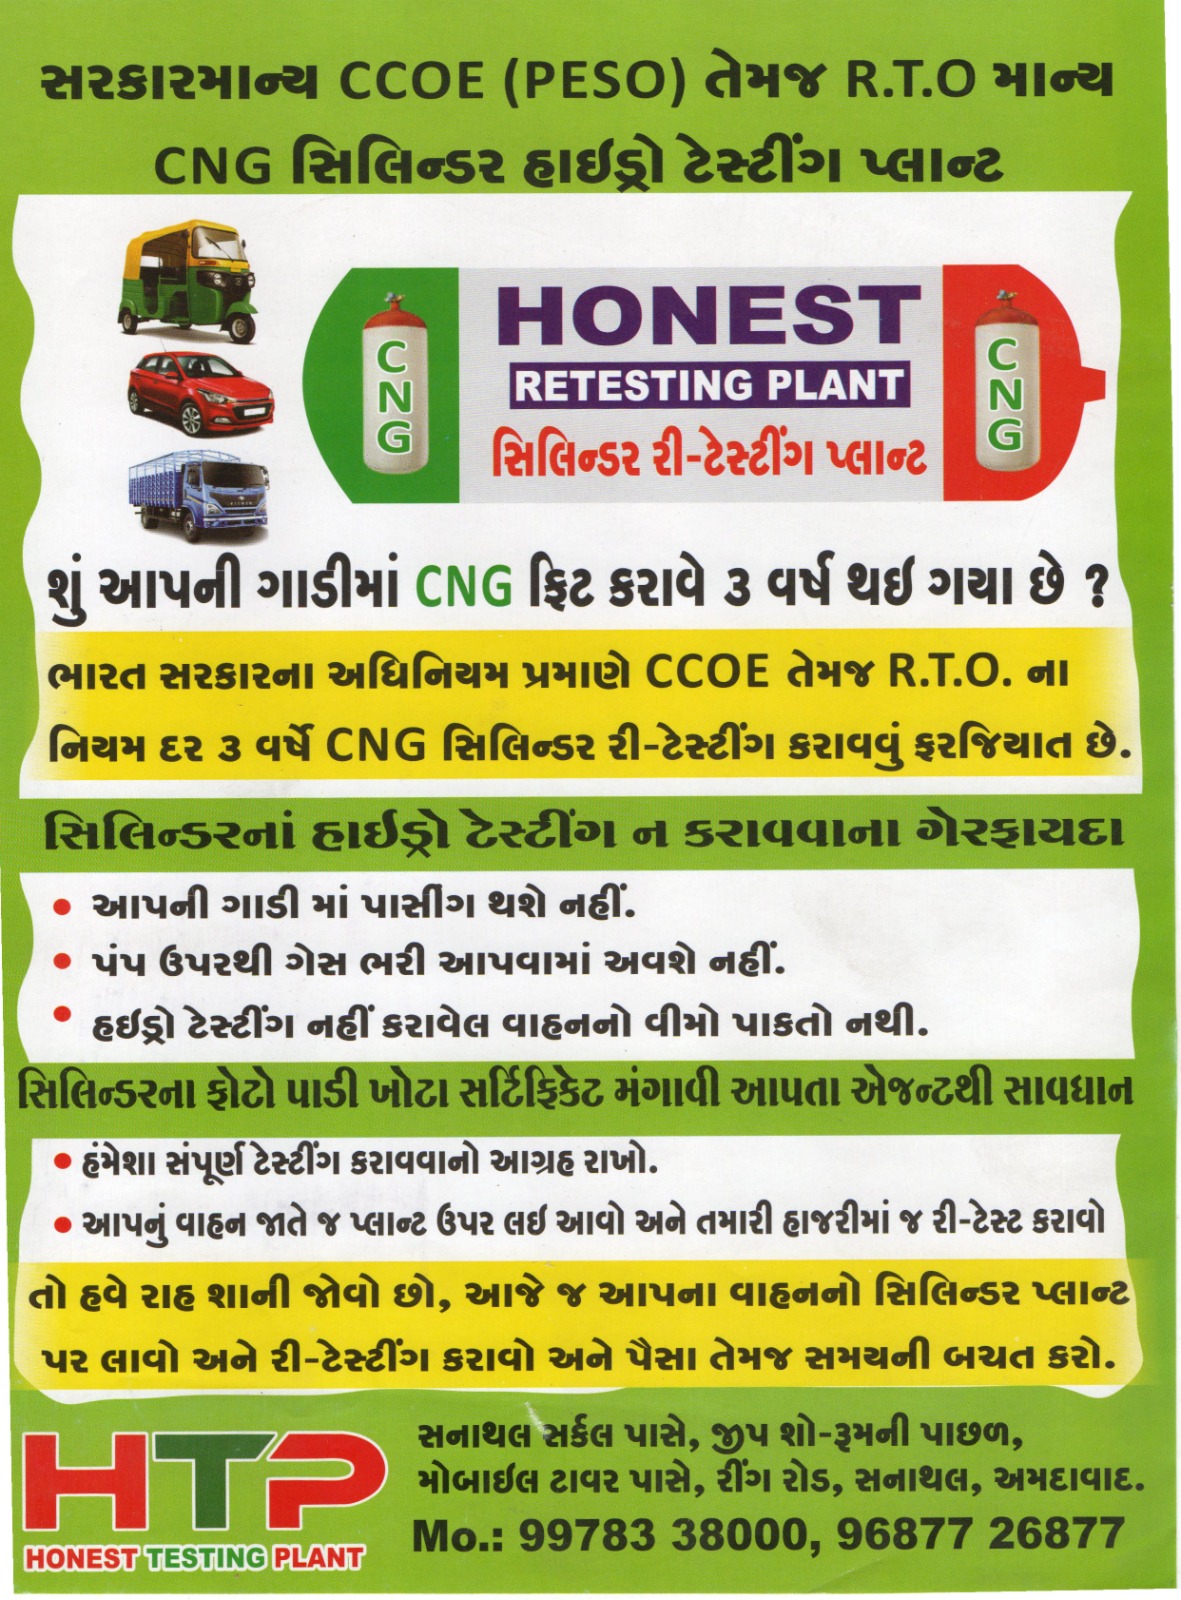 સરકારમાન્ય CCOE (PESO) તેમજ R.T.O માન્ય
CNG સિલિન્ડર હાઇડ્રો ટેસ્ટીંગ પ્લાન્ટ
CNG
HONEST
RETESTING PLANT
સિલિન્ડર રી-ટેસ્ટીંગ પ્લાન્ટ
CNG
શું આપની ગાડીમાં CNG ફિટ કરાવે ૩ વર્ષ થઇ ગયા છે ?
ભારત સરકારના અધિનિયમ પ્રમાણે CCOE તેમજ R.T.O. ના
નિયમ દર ૩ વર્ષે CNG સિલિન્ડર રી-ટેસ્ટીંગ કરાવવું ફરજિયાત છે.
સિલિન્ડરનાં હાઇડ્રો ટેસ્ટીંગ ન કરાવવાના ગેરફાયદા
• આપની ગાડી માં પાર્સીંગ થશે નહીં.
• પંપ ઉપરથી ગેસ ભરી આપવામાં અવશે નહીં.
• હઇડ્રો ટેસ્ટીંગ નહીં કરાવેલ વાહનનો વીમો પાકતો નથી.
સિલિન્ડરના ફોટો પાડી ખોટા સર્ટિફિકેટ મંગાવી આપતા એજન્ટથી સાવધાન
• હંમેશા સંપૂર્ણ ટેસ્ટીંગ કરાવવાનો આગ્રહ રાખો.
• આપનું વાહન જાતે જ પ્લાન્ટ ઉપર લઇ આવો અને તમારી હાજરીમાં જ રી-ટેસ્ટ કરાવો
તો હવે રાહ શાની જોવો છો, આજે જ આપના વાહનનો સિલિન્ડર પ્લાન્ટ
પર લાવો અને રી-ટેસ્ટીંગ કરાવો અને પૈસા તેમજ સમયની બચત કરો.
HTP
HONEST TESTING PLANT
સનાથલ સર્કલ પાસે, જીપ શો-રૂમની પાછળ,
મોબાઈલ ટાવર પાસે, રીંગ રોડ, સનાથલ, અમદાવાદ.
Mo.: 99783 38000, 96877 26877